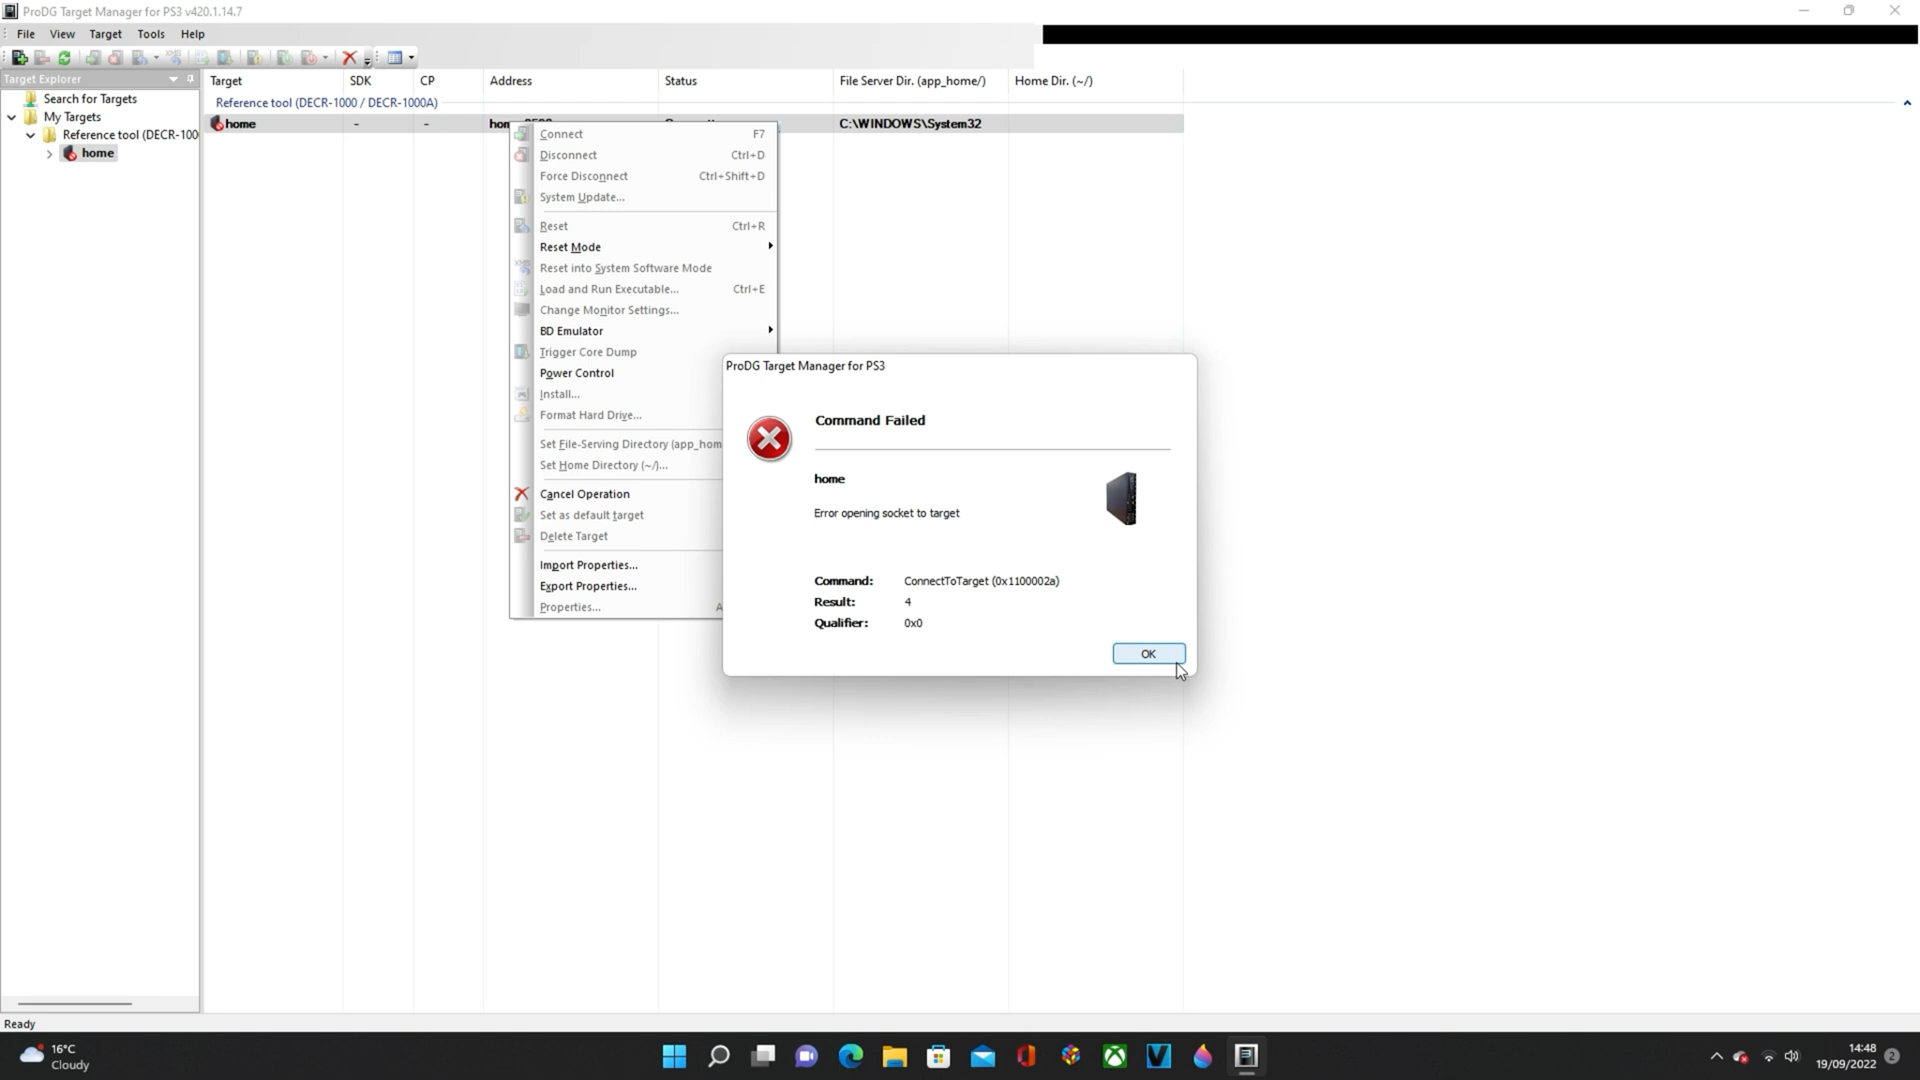 ProDG Target Manager for PS3 v420.1.14.7
File View Target Tools Help
Target Explorer
Target SDK CP Address Status File Server Dir. (app_home/) Home Dir. (~/)
Search for Targets
Reference tool (DECR-1000 / DECR-1000A)
My Targets
home - - C:\WINDOWS\System32
Reference tool (DECR-100
home
Connect F7
Disconnect Ctrl+D
Force Disconnect Ctrl+Shift+D
System Update...
Reset Ctrl+R
Reset Mode
Reset into System Software Mode
Load and Run Executable... Ctrl+E
Change Monitor Settings...
BD Emulator
Trigger Core Dump
Power Control
Install...
Format Hard Drive...
Set File-Serving Directory (app_hom
Set Home Directory (~/)...
Cancel Operation
Set as default target
Delete Target
Import Properties...
Export Properties...
Properties... A
ProDG Target Manager for PS3
Command Failed
home
Error opening socket to target
Command: ConnectToTarget (0x1100002a)
Result: 4
Qualifier: 0x0
OK
Ready
16°C
Cloudy
14:48
19/09/2022
2